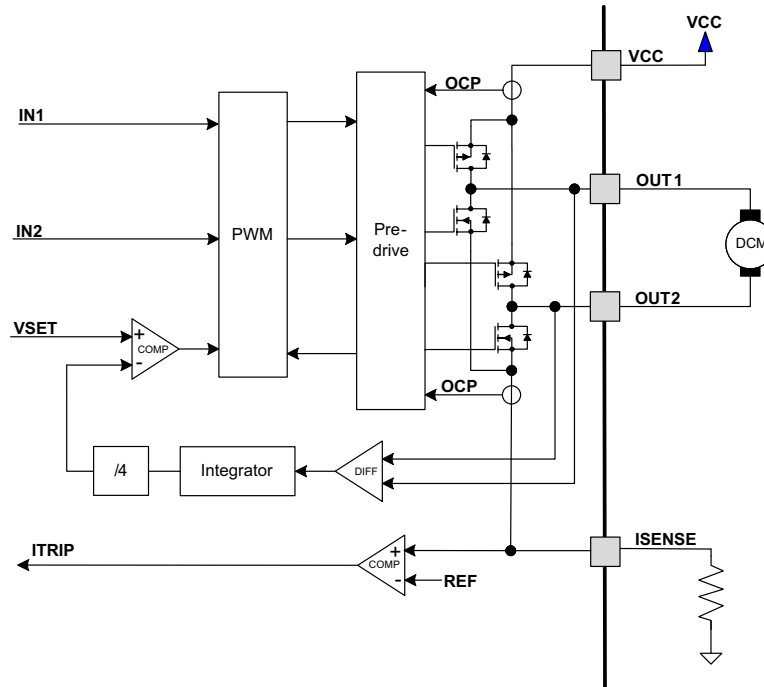 VCC
VCC
OCP
IN1
OUT1
IN2
PWM
Pre-
drive
DCM
OUT2
VSET
+
COMP
-
OCP
/4
Integrator
DIFF
ITRIP
+
COMP
-
REF
ISENSE